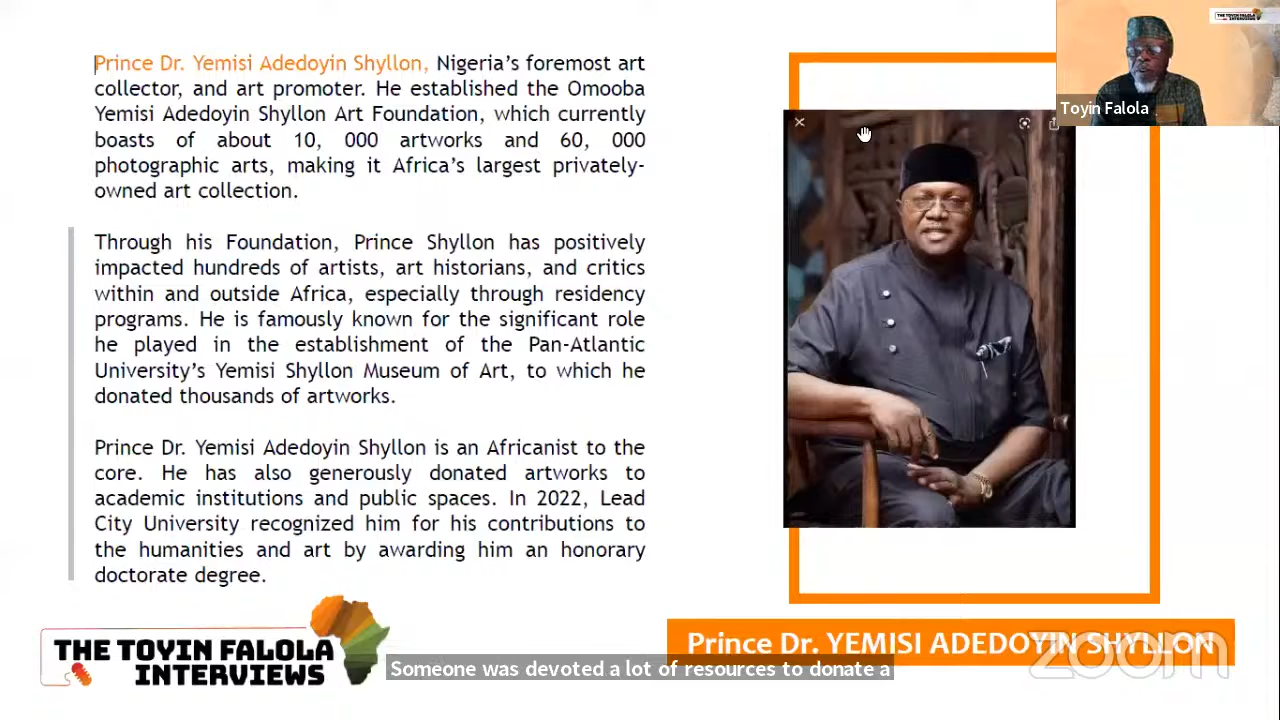 THE TOYIN FALOLA
INTERVIEWS
Toyin Falola
Prince Dr. Yemisi Adedoyin Shyllon, Nigeria’s foremost art
collector, and art promoter. He established the Omooba
Yemisi Adedoyin Shyllon Art Foundation, which currently
boasts of about 10, 000 artworks and 60, 000
photographic arts, making it Africa’s largest privately-
owned art collection.
Through his Foundation, Prince Shyllon has positively
impacted hundreds of artists, art historians, and critics
within and outside Africa, especially through residency
programs. He is famously known for the significant role
he played in the establishment of the Pan-Atlantic
University’s Yemisi Shyllon Museum of Art, to which he
donated thousands of artworks.
Prince Dr. Yemisi Adedoyin Shyllon is an Africanist to the
core. He has also generously donated artworks to
academic institutions and public spaces. In 2022, Lead
City University recognized him for his contributions to
the humanities and art by awarding him an honorary
doctorate degree.
THE TOYIN FALOLA
INTERVIEWS
Prince Dr. YEMISI ADEDOYIN SHYLLON
zoom
Someone was devoted a lot of resources to donate a